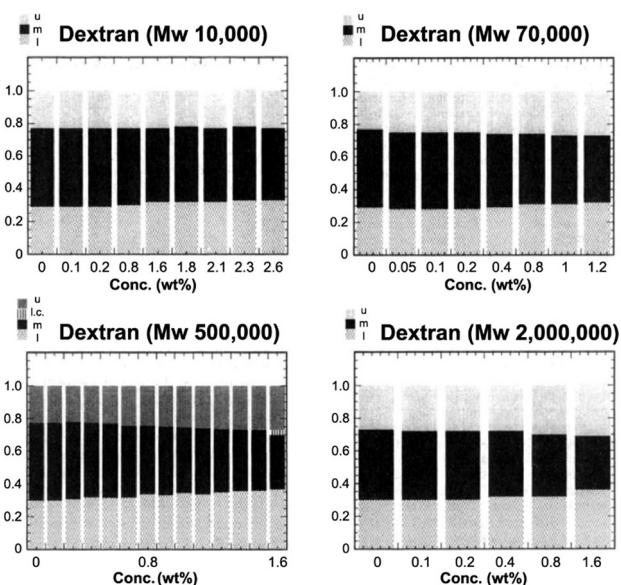 u
m
l
Dextran (Mw 10,000)
1.0
0.8
0.6
0.4
0.2
0
0 0.1 0.2 0.8 1.6 1.8 2.1 2.3 2.6
Conc. (wt%)
u
m
l
Dextran (Mw 70,000)
1.0
0.8
0.6
0.4
0.2
0
0 0.05 0.1 0.2 0.4 0.8 1 1.2
Conc. (wt%)
u
l.c.
m
l
Dextran (Mw 500,000)
1.0
0.8
0.6
0.4
0.2
0
0 0.8 1.6
Conc. (wt%)
u
m
l
Dextran (Mw 2,000,000)
1.0
0.8
0.6
0.4
0.2
0
0 0.1 0.2 0.4 0.8 1.6
Conc. (wt%)